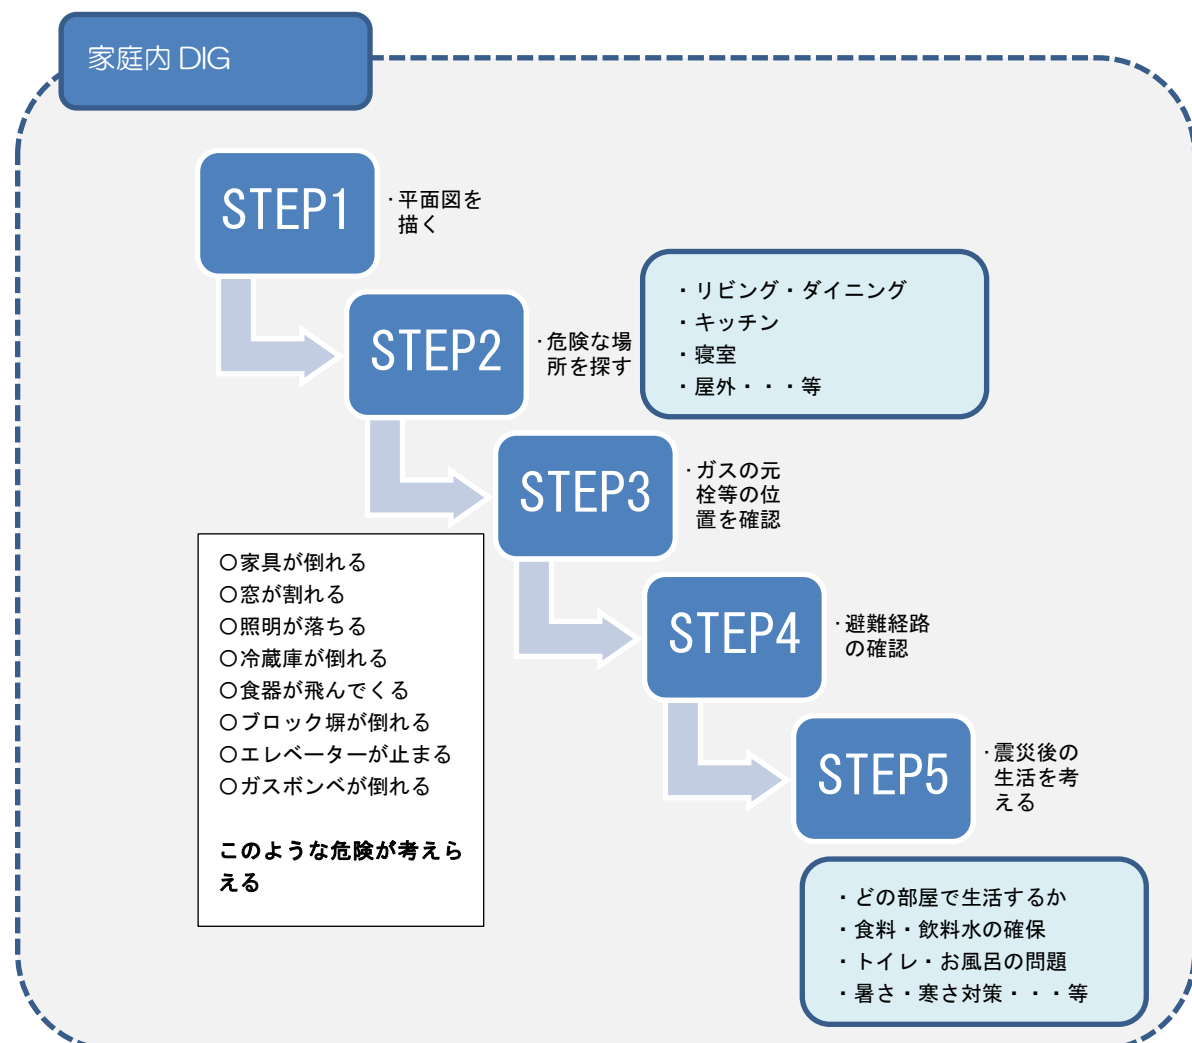 家庭内 DIG
STEP1
・平面図を
描く
STEP2
・危険な場
所を探す
・リビング・ダイニング
・キッチン
・寝室
・屋外・・・等
STEP3
・ガスの元
栓等の位
置を確認
〇家具が倒れる
〇窓が割れる
〇照明が落ちる
〇冷蔵庫が倒れる
〇食器が飛んでくる
〇ブロック塀が倒れる
〇エレベーターが止まる
〇ガスボンベが倒れる
このような危険が考えら
える
STEP4
・避難経路
の確認
STEP5
・震災後の
生活を考
える
・どの部屋で生活するか
・食料・飲料水の確保
・トイレ・お風呂の問題
・暑さ・寒さ対策・・・等